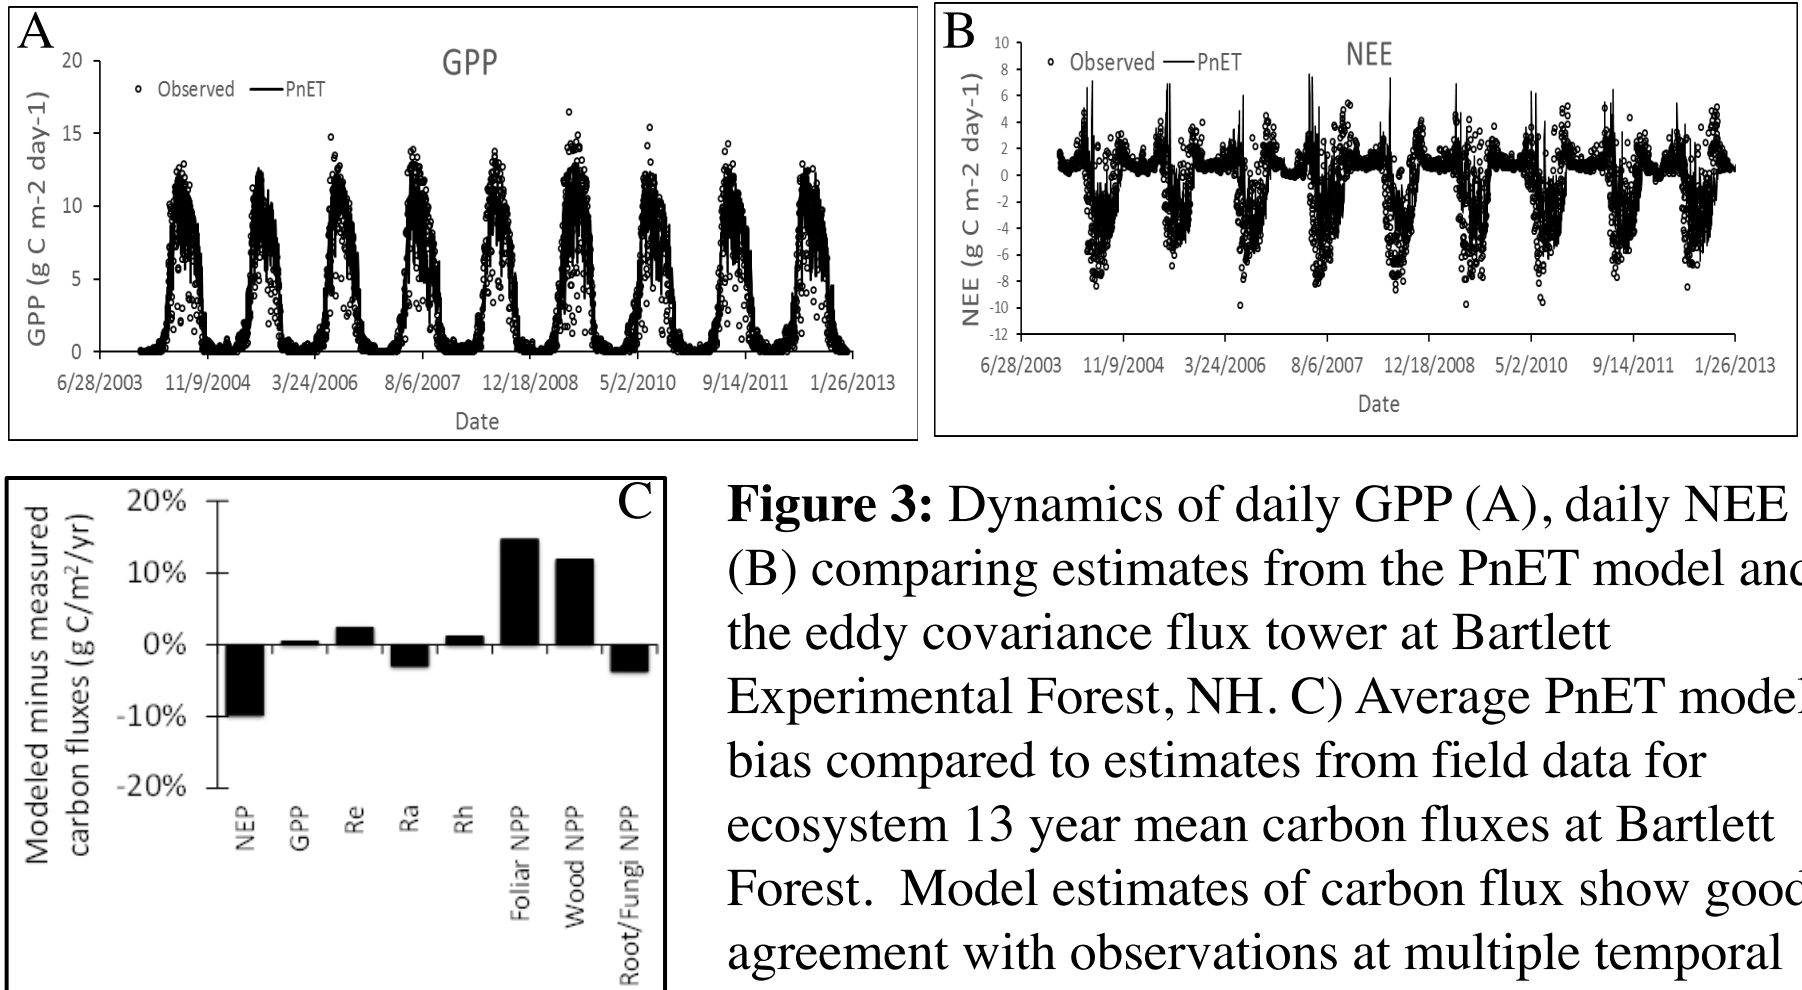 A
GPP
20
15
10
5
0
GPP (g C m-2 day-1)
Observed
PnET
6/28/2003
11/9/2004
3/24/2006
8/6/2007
12/18/2008
5/2/2010
9/14/2011
1/26/2013
Date
B
NEE
10
8
6
4
2
0
-2
-4
-6
-8
-10
-12
NEE (g C m-2 day-1)
Observed
PnET
6/28/2003
11/9/2004
3/24/2006
8/6/2007
12/18/2008
5/2/2010
9/14/2011
1/26/2013
Date
C
Modeled minus measured
carbon fluxes (g C/m²/yr)
20%
10%
0%
-10%
-20%
NEP
GPP
Re
Ra
Rh
Foliar NPP
Wood NPP
Root/Fungi NPP
Figure 3: Dynamics of daily GPP (A), daily NEE
(B) comparing estimates from the PnET model and
the eddy covariance flux tower at Bartlett
Experimental Forest, NH. C) Average PnET model
bias compared to estimates from field data for
ecosystem 13 year mean carbon fluxes at Bartlett
Forest. Model estimates of carbon flux show good
agreement with observations at multiple temporal